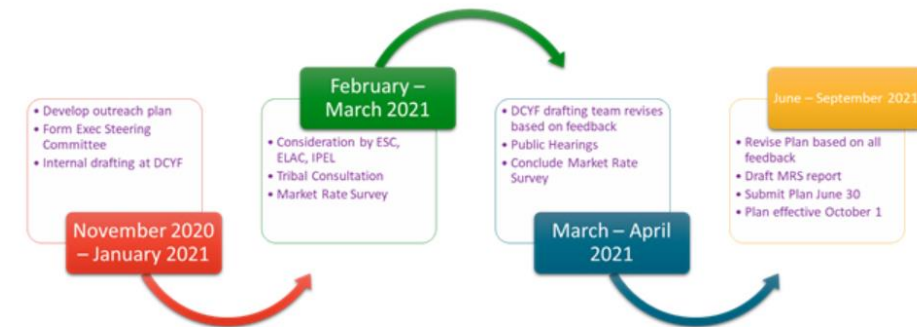 • Develop outreach plan
• Form Exec Steering
Committee
• Internal drafting at DCYF
November 2020
– January 2021
February –
March 2021
• Consideration by ESC,
ELAC, IPEL
• Tribal Consultation
• Market Rate Survey
• DCYF drafting team revises
based on feedback
• Public Hearings
• Conclude Market Rate
Survey
March – April
2021
June – September 2021
• Revise Plan based on all
feedback
• Draft MRS report
• Submit Plan June 30
• Plan effective October 1